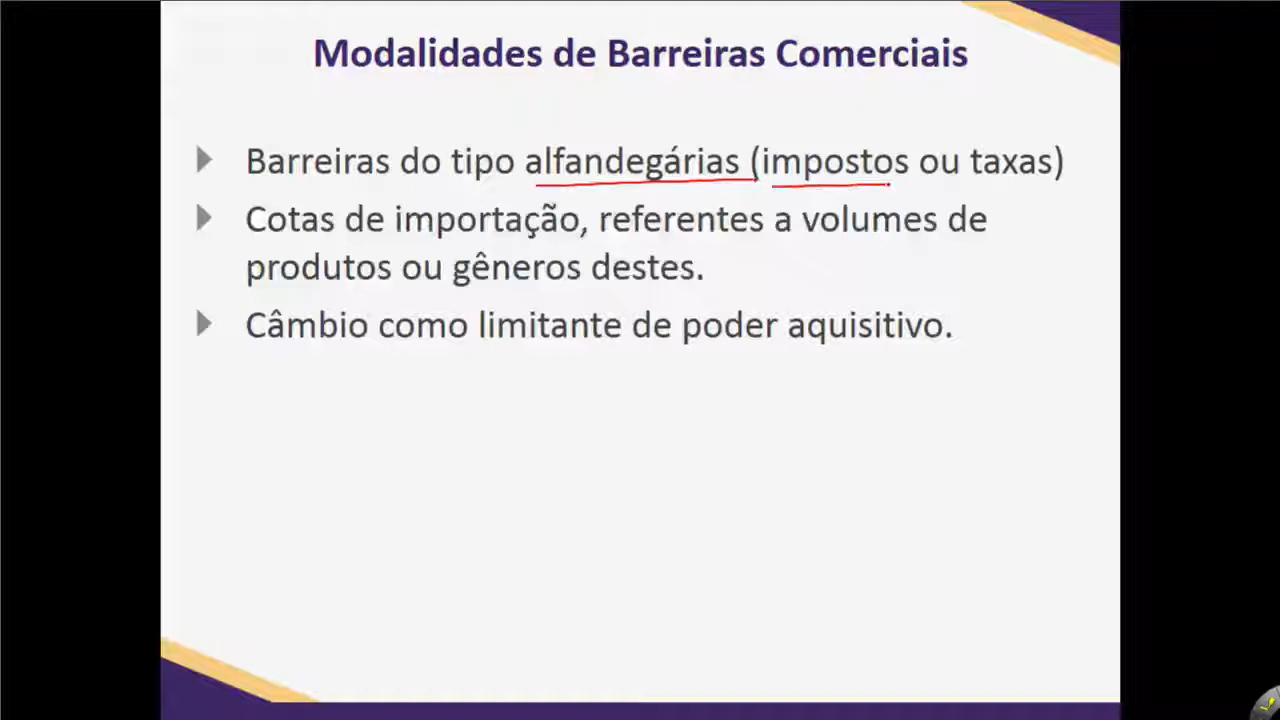 Modalidades de Barreiras Comerciais
Barreiras do tipo alfandegárias (impostos ou taxas)
Cotas de importação, referentes a volumes de
produtos ou gêneros destes.
Câmbio como limitante de poder aquisitivo.